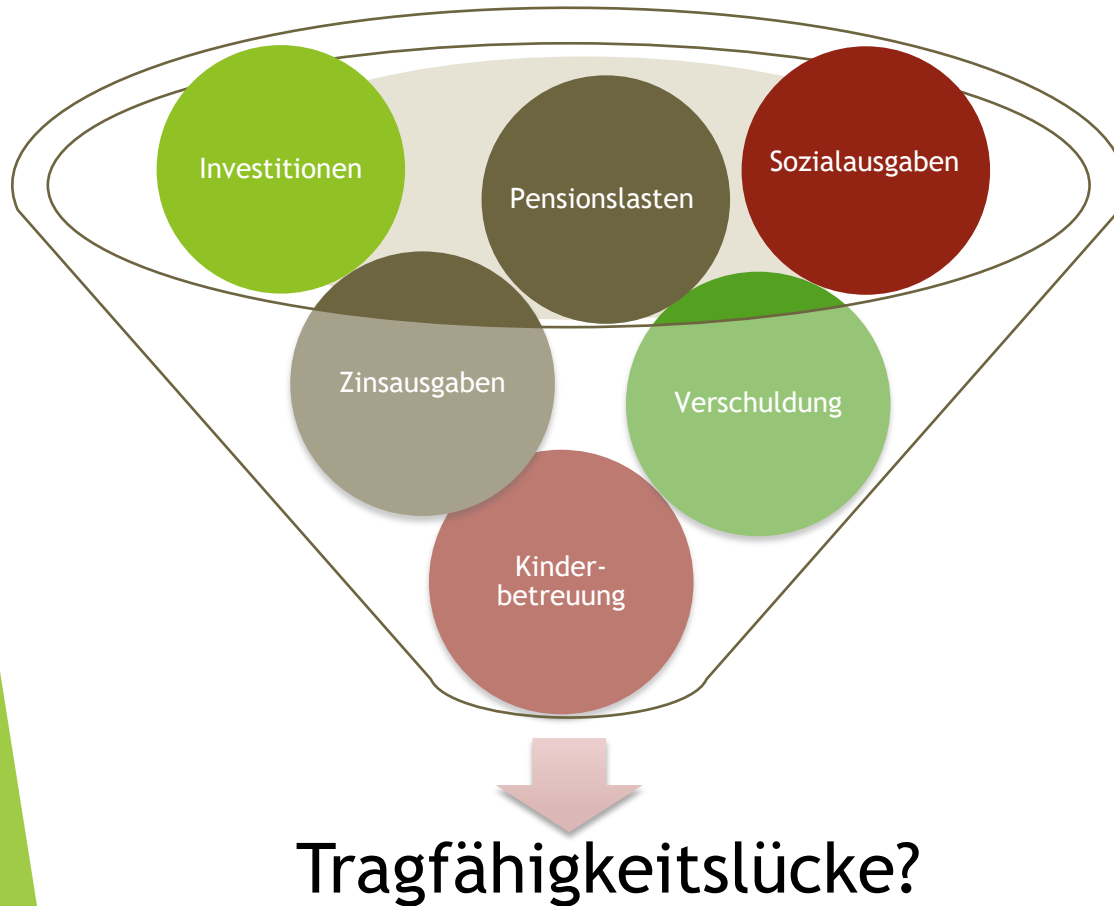 Investitionen
Pensionslasten
Sozialausgaben
Zinsausgaben
Verschuldung
Kinder-
betreuung
Tragfähigkeitslücke?